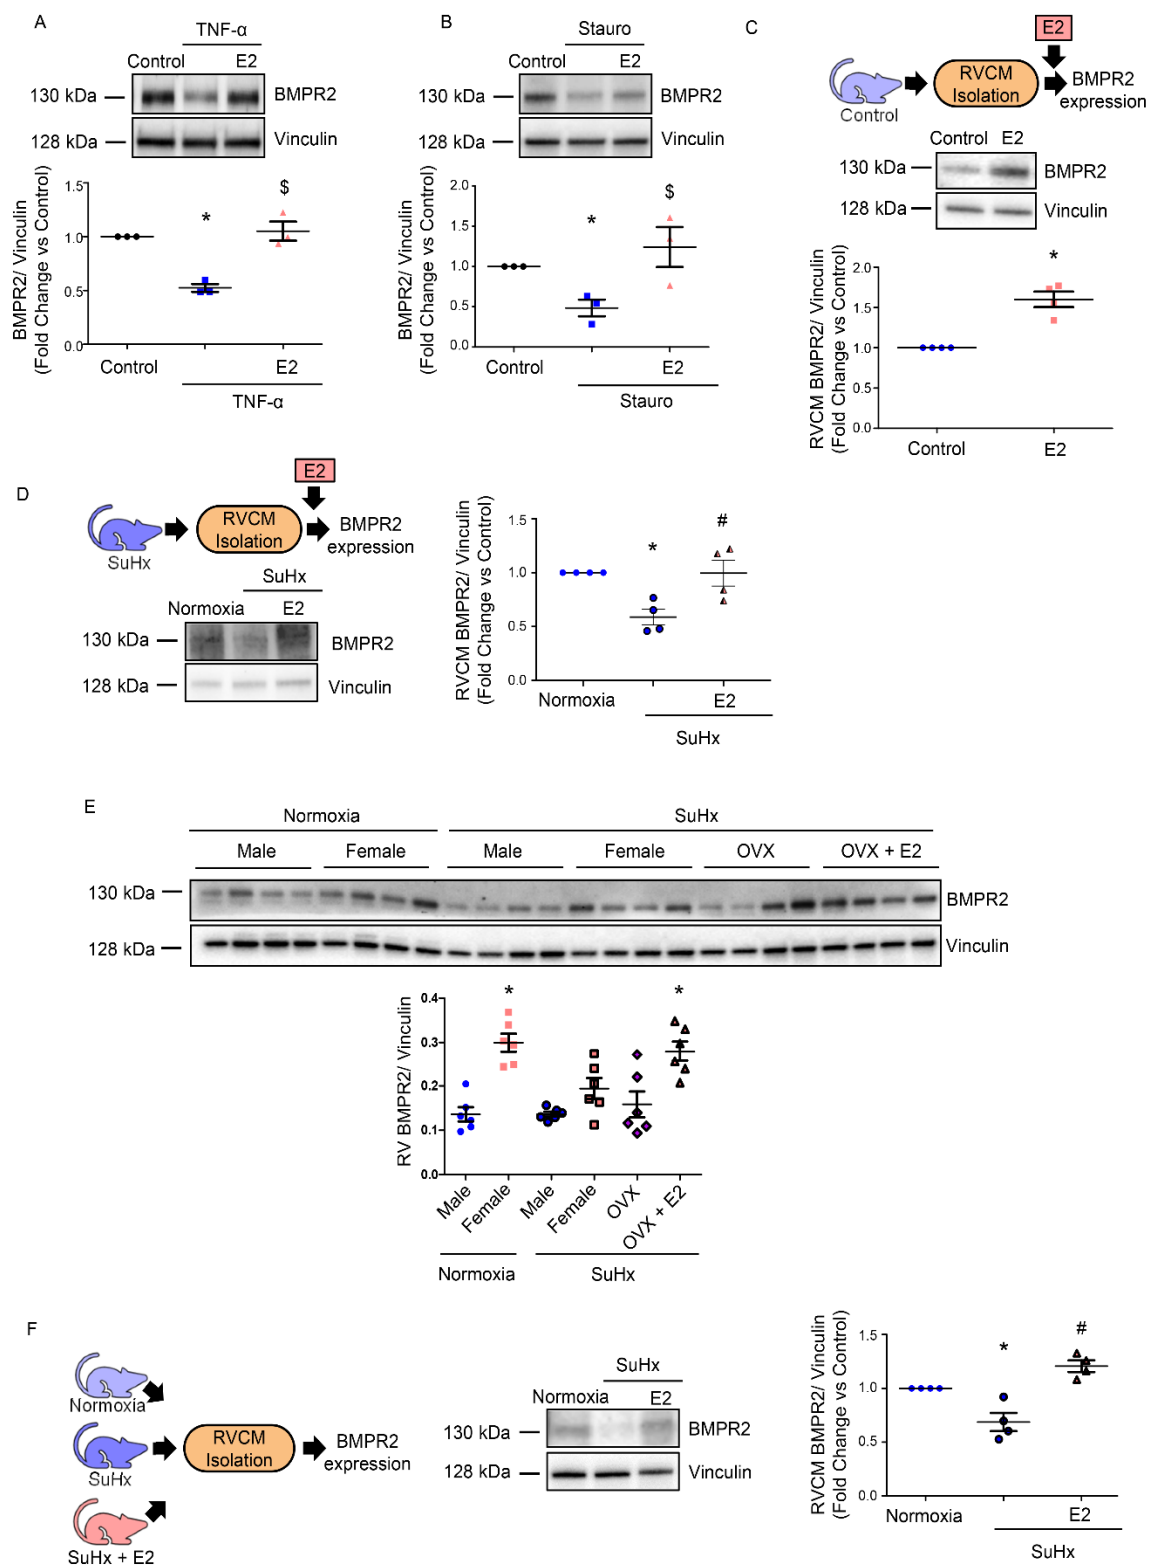 A
TNF-α
Control E2
130 kDa BMPR2
128 kDa Vinculin
BMPR2/ Vinculin
(Fold Change vs Control)
1.5
1.0
0.5
0.0
*
$
Control E2
TNF-α
B
Stauro
Control E2
130 kDa BMPR2
128 kDa Vinculin
BMPR2/ Vinculin
(Fold Change vs Control)
2.0
1.5
1.0
0.5
0.0
*
$
Control E2
Stauro
C
E2
Control
RVCM
Isolation
BMPR2
expression
Control E2
130 kDa BMPR2
128 kDa Vinculin
RVCM BMPR2/ Vinculin
(Fold Change vs Control)
2.0
1.5
1.0
0.5
0.0
*
Control E2
D
E2
SuHx
RVCM
Isolation
BMPR2
expression
SuHx
Normoxia E2
130 kDa BMPR2
128 kDa Vinculin
RVCM BMPR2/ Vinculin
(Fold Change vs Control)
1.5
1.0
0.5
0.0
*
#
Normoxia E2
SuHx
E
Normoxia SuHx
Male Female Male Female OVX OVX + E2
130 kDa BMPR2
128 kDa Vinculin
RV BMPR2/ Vinculin
0.4
0.3
0.2
0.1
0.0
*
*
Male Female Male Female OVX OVX + E2
Normoxia SuHx
F
Normoxia
SuHx
SuHx + E2
RVCM
Isolation
BMPR2
expression
SuHx
Normoxia E2
130 kDa BMPR2
128 kDa Vinculin
RVCM BMPR2/ Vinculin
(Fold Change vs Control)
1.5
1.0
0.5
0.0
*
#
Normoxia E2
SuHx